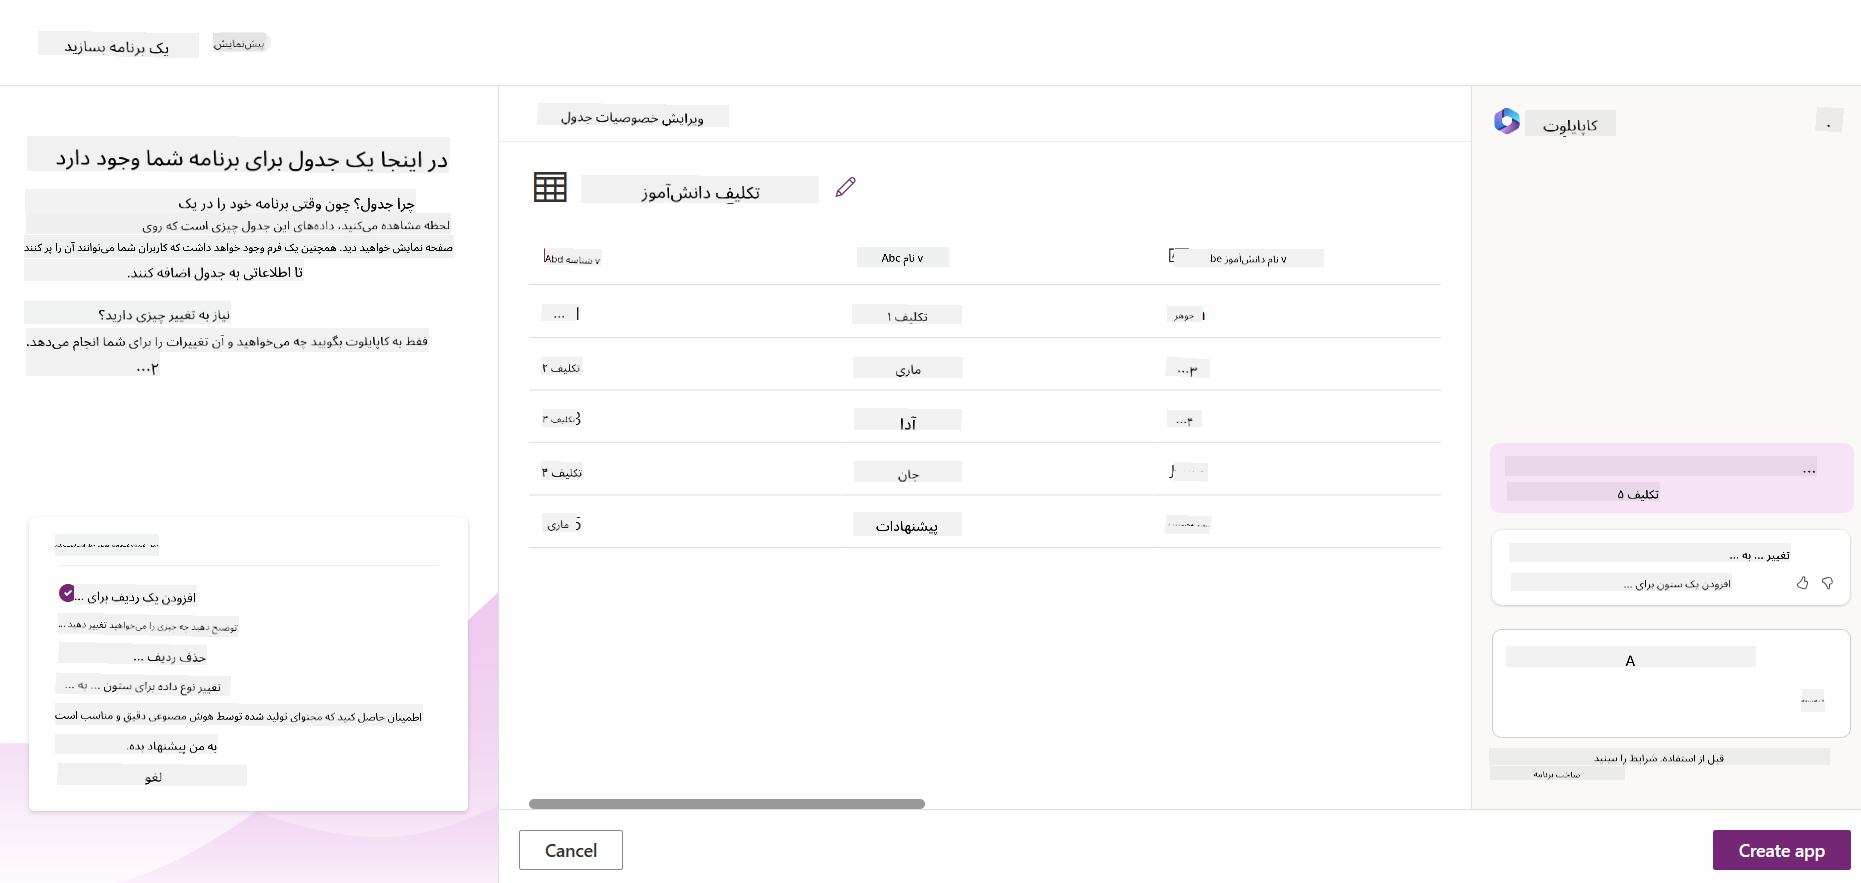 یک برنامه بسازید
پیش‌نمایش
در اینجا یک جدول برای برنامه شما وجود دارد
چرا جدول؟ چون وقتی برنامه خود را در یک
لحظه مشاهده می‌کنید، داده‌های این جدول چیزی است که روی
صفحه نمایش خواهید دید. همچنین یک فرم وجود خواهد داشت که کاربران شما می‌توانند آن را پر کنند
تا اطلاعاتی به جدول اضافه کنند.
نیاز به تغییر چیزی دارید؟
فقط به کاپایلوت بگویید چه می‌خواهید و آن تغییرات را برای شما انجام می‌دهد.
۲...
افزودن یک ردیف برای ...
توضیح دهید چه چیزی را می‌خواهید تغییر دهید ...
حذف ردیف ...
تغییر نوع داده برای ستون ... به ...
اطمینان حاصل کنید که محتوای تولید شده توسط هوش مصنوعی دقیق و مناسب است
به من پیشنهاد بده.
لغو
ویرایش خصوصیات جدول
تکلیف دانش‌آموز
Abd شناسه v
Abc نام v
be نام دانش‌آموز v
...
تکلیف ۱
جوهر
تکلیف ۲
ماری
۳...
تکلیف ۳
آدا
۴...
تکلیف ۴
جان
ماری
پیشنهادات
Cancel
Create app
کاپایلوت
...
تکلیف ۵
تغییر ... به ...
افزودن یک ستون برای ...
A
قبل از استفاده. شرایط را ببینید
ساخت برنامه